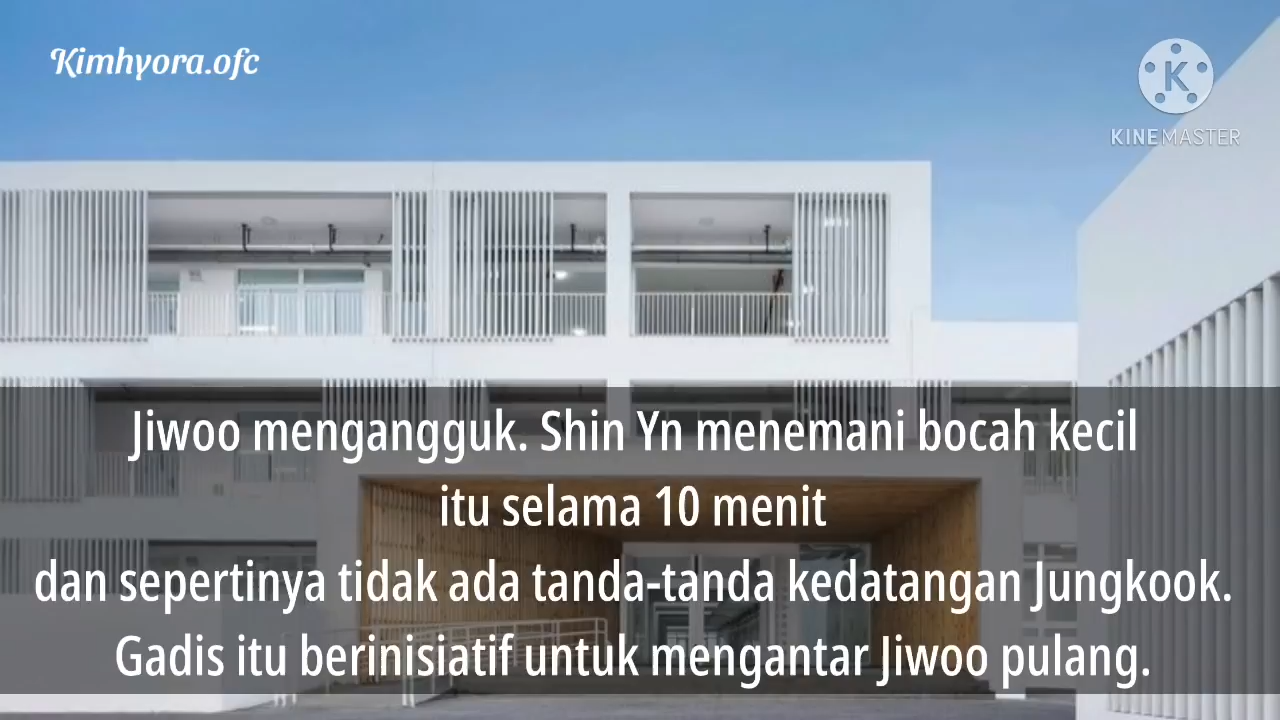 Kimhyora.ofc
K
KINEMASTER
Jiwoo mengangguk. Shin Yn menemani bocah kecil
itu selama 10 menit
dan sepertinya tidak ada tanda-tanda kedatangan Jungkook.
Gadis itu berinisiatif untuk mengantar Jiwoo pulang.